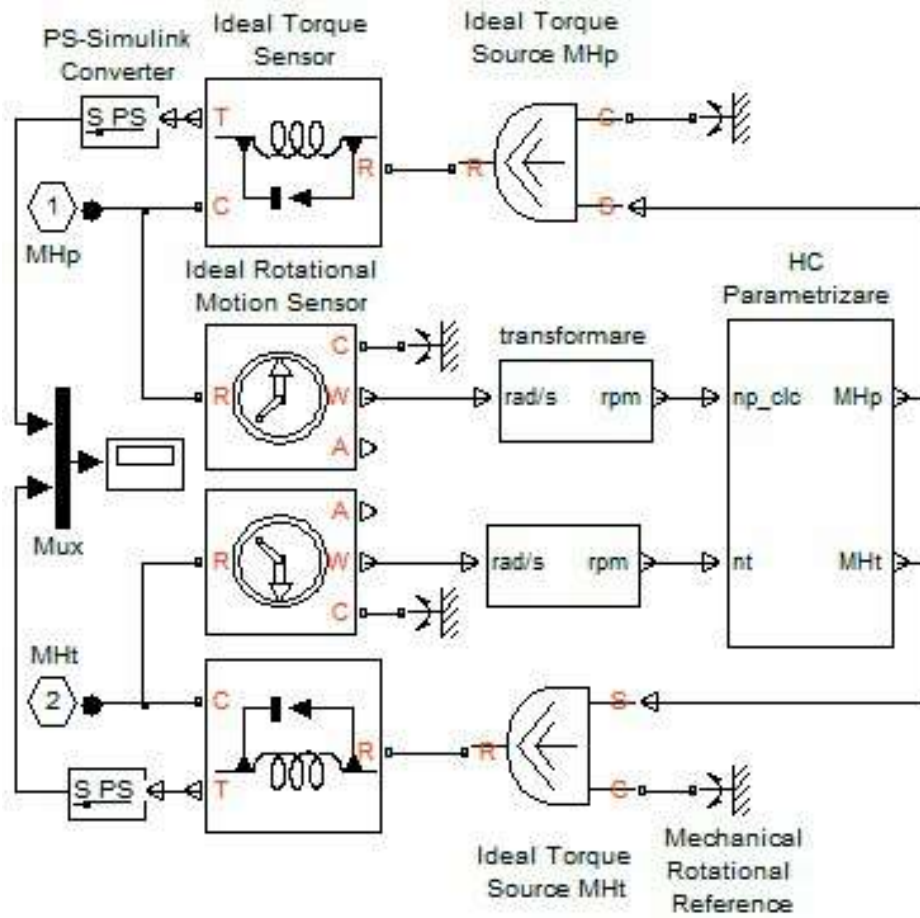 Ideal Torque
Sensor
Ideal Torque
Source MHp
PS-Simulink
Converter
S PS
T
R
C
R
C
S
1
MHp
HC
Parametrizare
Ideal Rotational
Motion Sensor
C
R
W
A
transformare
rad/s rpm
np_clc MHp
Mux
A
R
W
C
rad/s rpm
nt MHt
MHt
2
C
R
T
S PS
R
S
C
Ideal Torque
Source MHt
Mechanical
Rotational
Reference